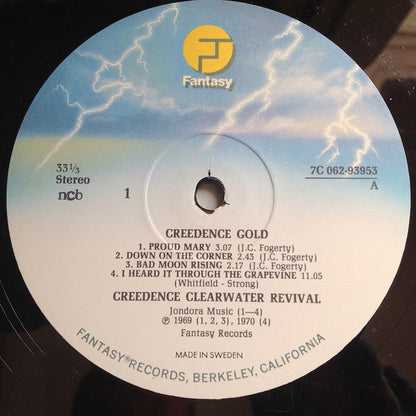 Fantasy
33⅓
Stereo
ncb
1
7C 062-93953
A
CREEDENCE GOLD
1. PROUD MARY 3.07 (J.C. Fogerty)
2. DOWN ON THE CORNER 2.43 (J.C. Fogerty)
3. BAD MOON RISING 2.17 (J.C. Fogerty)
4. I HEARD IT THROUGH THE GRAPEVINE 11.05
(Whitfield - Strong)
CREEDENCE CLEARWATER REVIVAL
Jondora Music (1—4)
℗ 1969 (1, 2, 3), 1970 (4)
Fantasy Records
MADE IN SWEDEN
FANTASY® RECORDS, BERKELEY, CALIFORNIA